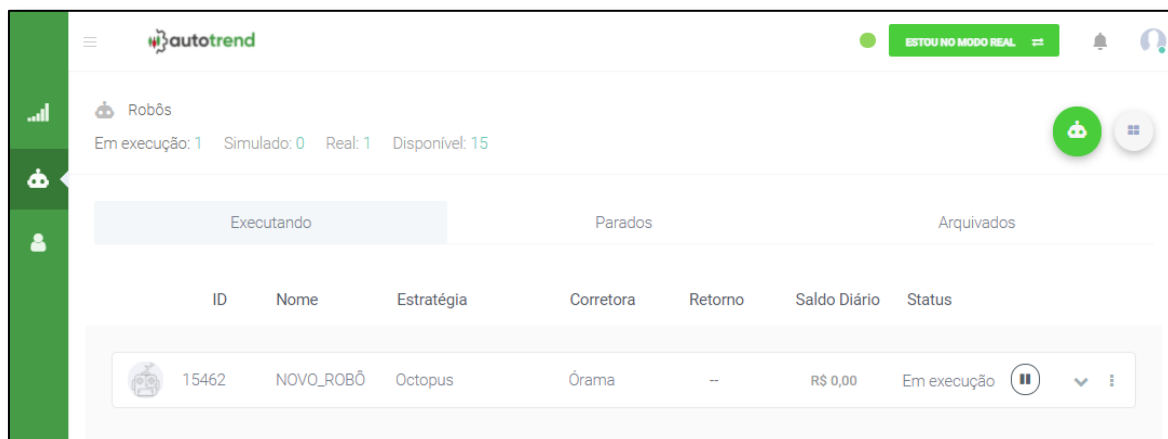 autotrend
ESTOU NO MODO REAL
Robôs
Em execução: 1 Simulado: 0 Real: 1 Disponível: 15
Executando Parados Arquivados
ID Nome Estratégia Corretora Retorno Saldo Diário Status
15462 NOVO_ROBÔ Octopus Órama -- R$ 0,00 Em execução